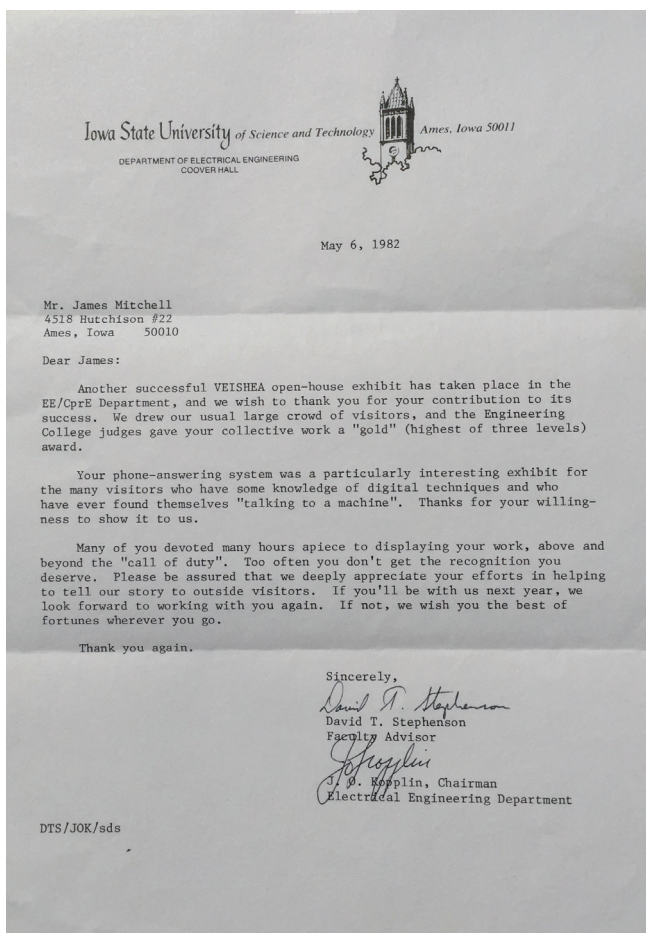 Iowa State University of Science and Technology Ames, Iowa 50011
DEPARTMENT OF ELECTRICAL ENGINEERING
COOVER HALL
May 6, 1982
Mr. James Mitchell
4518 Hutchison #22
Ames, Iowa 50010
Dear James:
Another successful VEISHEA open-house exhibit has taken place in the
EE/CprE Department, and we wish to thank you for your contribution to its
success. We drew our usual large crowd of visitors, and the Engineering
College judges gave your collective work a "gold" (highest of three levels)
award.
Your phone-answering system was a particularly interesting exhibit for
the many visitors who have some knowledge of digital techniques and who
have ever found themselves "talking to a machine". Thanks for your willing-
ness to show it to us.
Many of you devoted many hours apiece to displaying your work, above and
beyond the "call of duty". Too often you don't get the recognition you
deserve. Please be assured that we deeply appreciate your efforts in helping
to tell our story to outside visitors. If you'll be with us next year, we
look forward to working with you again. If not, we wish you the best of
fortunes wherever you go.
Thank you again.
Sincerely,
David T. Stephenson
David T. Stephenson
Faculty Advisor
J O Kopplin
J. O. Kopplin, Chairman
Electrical Engineering Department
DTS/JOK/sds